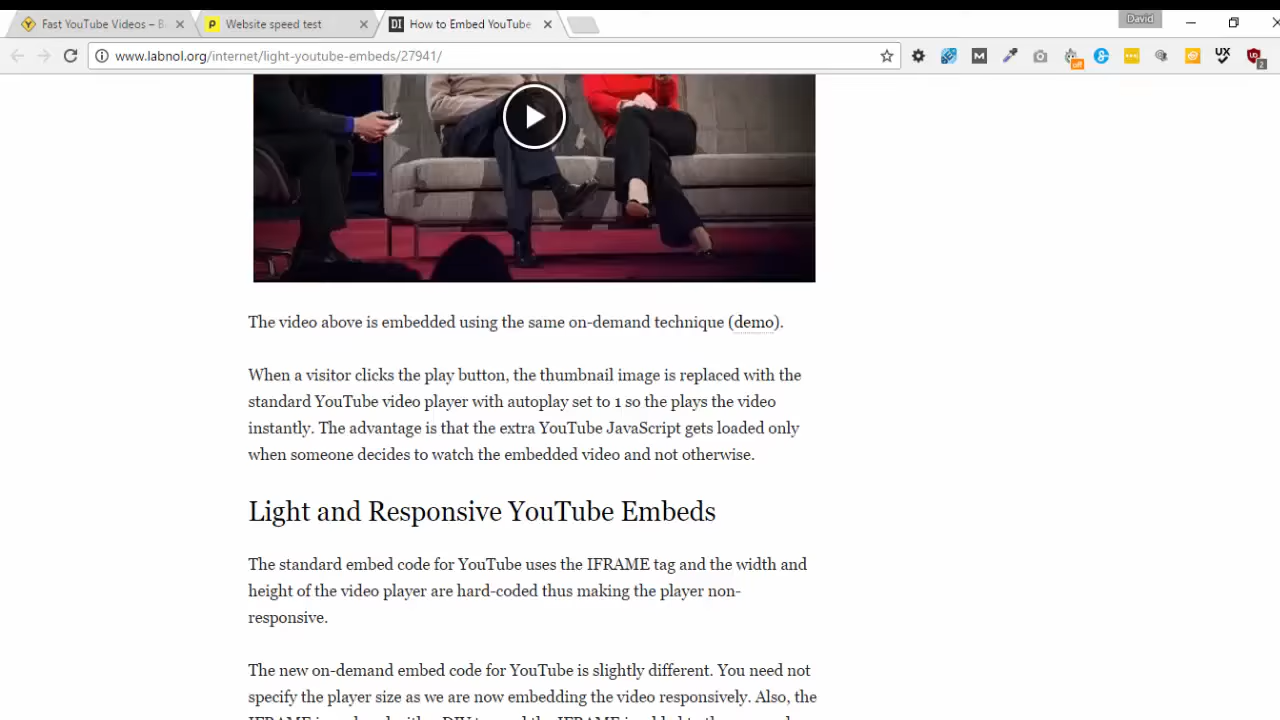 Fast YouTube Videos – B
Website speed test
DI
How to Embed YouTube
David
www.labnol.org/internet/light-youtube-embeds/27941/
The video above is embedded using the same on-demand technique (demo).
When a visitor clicks the play button, the thumbnail image is replaced with the
standard YouTube video player with autoplay set to 1 so the plays the video
instantly. The advantage is that the extra YouTube JavaScript gets loaded only
when someone decides to watch the embedded video and not otherwise.
Light and Responsive YouTube Embeds
The standard embed code for YouTube uses the IFRAME tag and the width and
height of the video player are hard-coded thus making the player non-
responsive.
The new on-demand embed code for YouTube is slightly different. You need not
specify the player size as we are now embedding the video responsively. Also, the